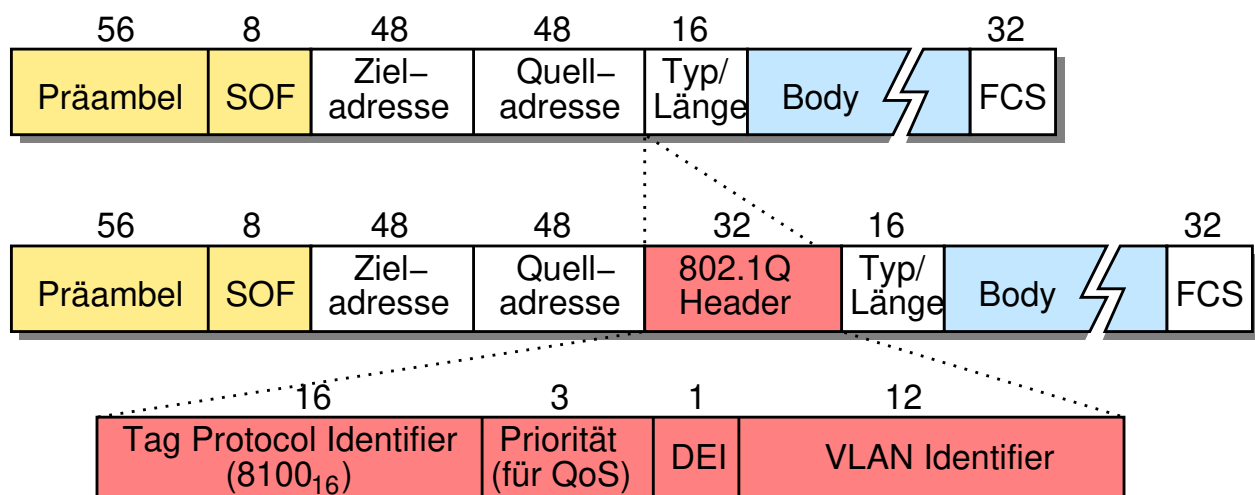 56 8 48 48 16 32
Präambel SOF Ziel–adresse Quell–adresse Typ/Länge Body FCS
56 8 48 48 32 16 32
Präambel SOF Ziel–adresse Quell–adresse 802.1Q Header Typ/Länge Body FCS
16 3 1 12
Tag Protocol Identifier (8100₁₆) Priorität (für QoS) DEI VLAN Identifier